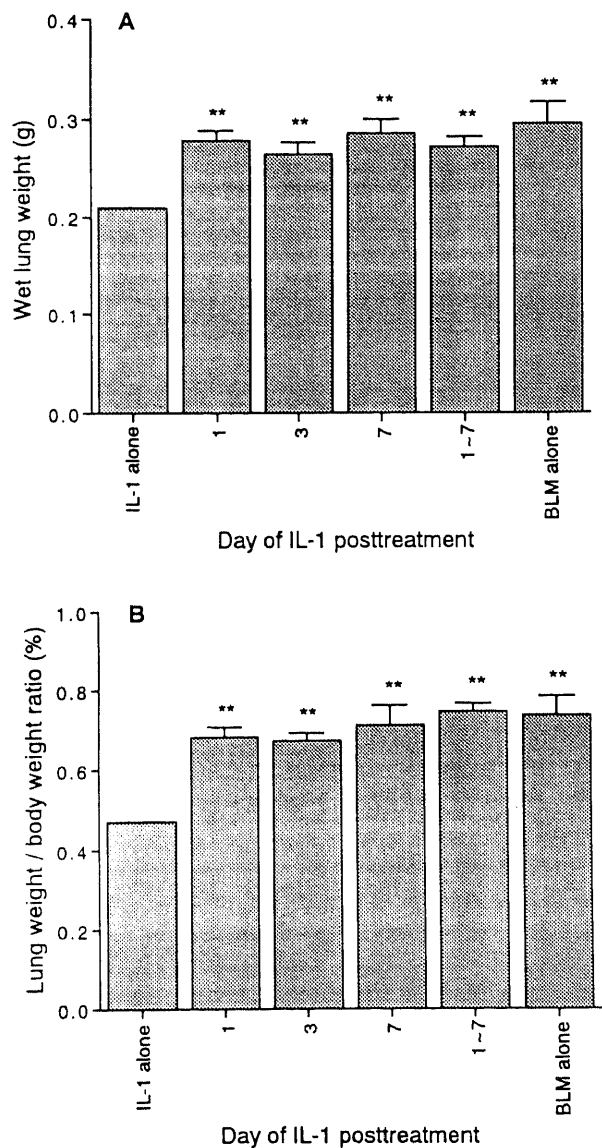 A
Wet lung weight (g)
0.4
0.3
0.2
0.1
0.0
** ** ** ** **
IL-1 alone 1 3 7 1~7 BLM alone
Day of IL-1 posttreatment
B
Lung weight / body weight ratio (%)
1.0
0.8
0.6
0.4
0.2
0.0
** ** ** ** **
IL-1 alone 1 3 7 1~7 BLM alone
Day of IL-1 posttreatment